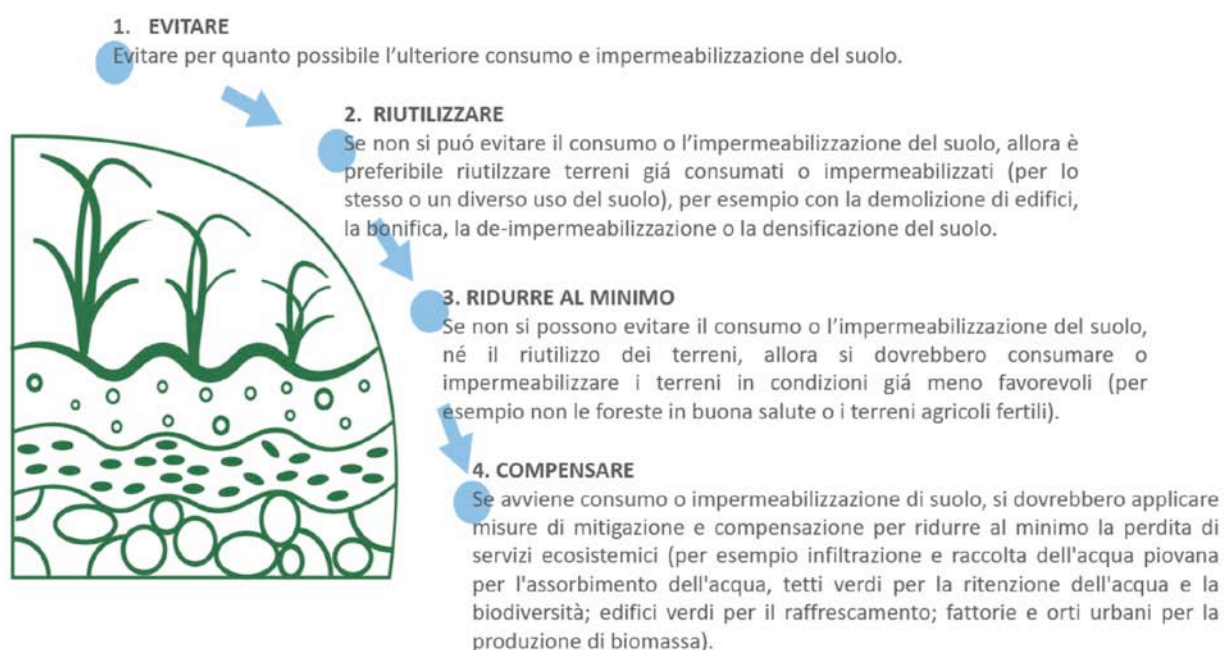 1. EVITARE
Evitare per quanto possibile l'ulteriore consumo e impermeabilizzazione del suolo.
2. RIUTILIZZARE
Se non si puó evitare il consumo o l'impermeabilizzazione del suolo, allora è
preferibile riutilzzare terreni giá consumati o impermeabilizzati (per lo
stesso o un diverso uso del suolo), per esempio con la demolizione di edifici,
la bonifica, la de-impermeabilizzazione o la densificazione del suolo.
3. RIDURRE AL MINIMO
Se non si possono evitare il consumo o l'impermeabilizzazione del suolo,
né il riutilizzo dei terreni, allora si dovrebbero consumare o
impermeabilizzare i terreni in condizioni giá meno favorevoli (per
esempio non le foreste in buona salute o i terreni agricoli fertili).
4. COMPENSARE
Se avviene consumo o impermeabilizzazione di suolo, si dovrebbero applicare
misure di mitigazione e compensazione per ridurre al minimo la perdita di
servizi ecosistemici (per esempio infiltrazione e raccolta dell'acqua piovana
per l'assorbimento dell'acqua, tetti verdi per la ritenzione dell'acqua e la
biodiversità; edifici verdi per il raffrescamento; fattorie e orti urbani per la
produzione di biomassa).